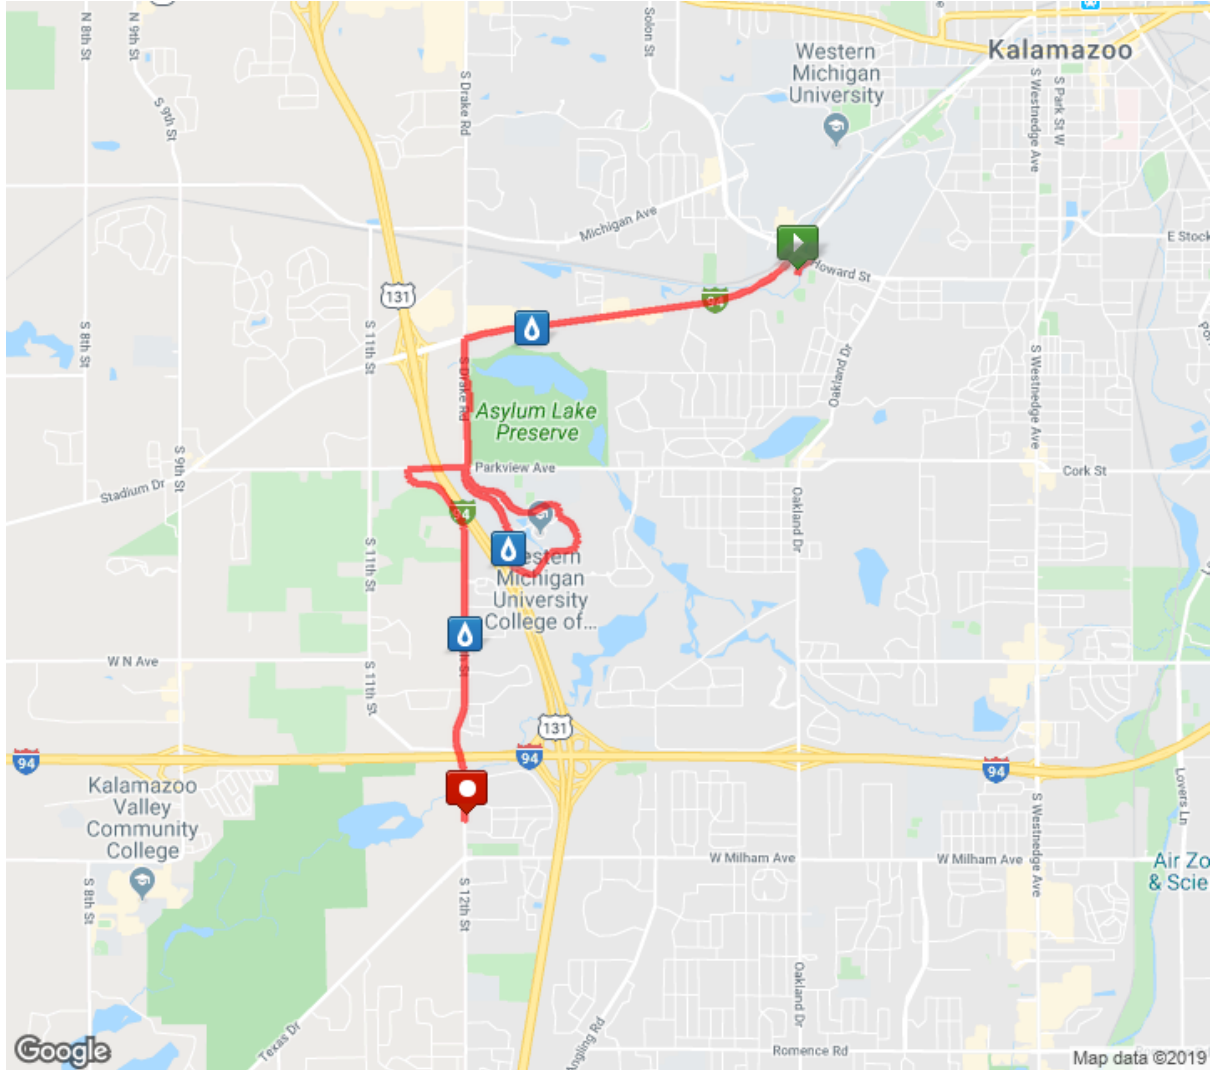 N 8th St
N 9th St
S 9th St
S Drake Rd
Solon St
Western
Michigan
University
Kalamazoo
S Westnedge Ave
S Park St W
Michigan Ave
E Stock
Howard St
94
131
S 8th St
S 11th St
S Drake Rd
Oakland Dr
S Westnedge Ave
Asylum Lake
Preserve
Parkview Ave
Cork St
S 9th St
Stadium Dr
94
Oakland Dr
S 11th St
Western
Michigan
University
College of...
W N Ave
S 11th St
131
94
94
94
Kalamazoo
Valley
Community
College
S Westnedge Ave
Lovers Ln
W Milham Ave
W Milham Ave
Air Zo
& Scie
S 8th St
S 12th St
Oakland Dr
Texas Dr
Angling Rd
Romence Rd
Google
Map data ©2019